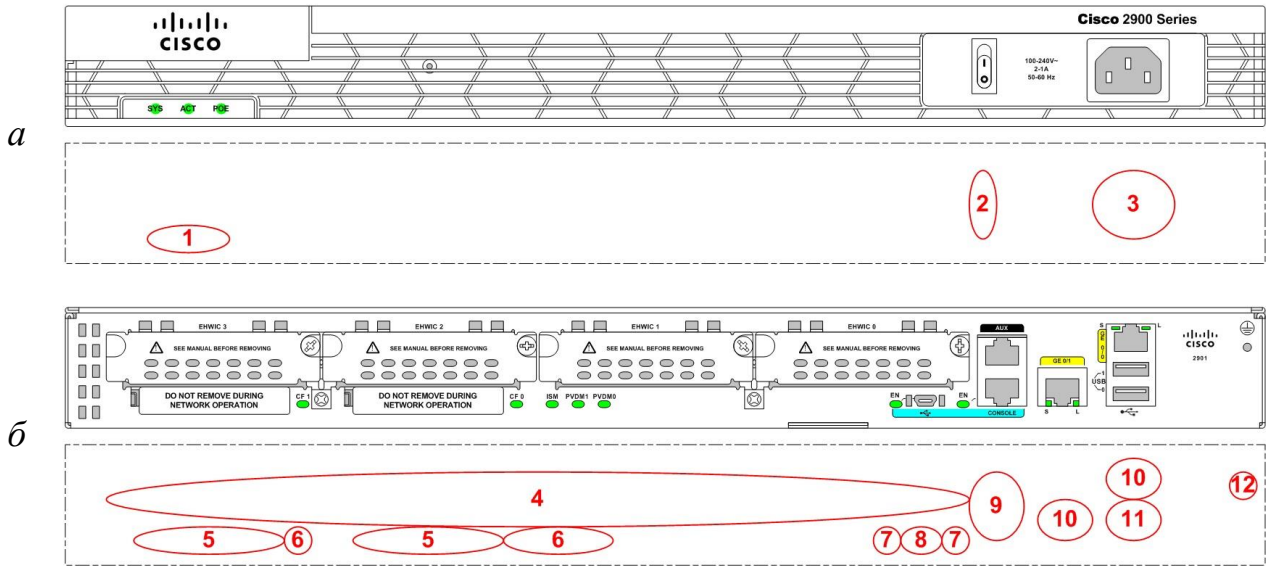 CISCO
Cisco 2900 Series
100-240V~
2-1A
50-60 Hz
SYS ACT POE
а
1
2
3
EHWIC 3
EHWIC 2
EHWIC 1
EHWIC 0
SEE MANUAL BEFORE REMOVING
SEE MANUAL BEFORE REMOVING
SEE MANUAL BEFORE REMOVING
SEE MANUAL BEFORE REMOVING
DO NOT REMOVE DURING
NETWORK OPERATION
CF 1
DO NOT REMOVE DURING
NETWORK OPERATION
CF 0
ISM PVDM1 PVDM0
EN
EN
AUX
CONSOLE
GE 0/1
S L
S L
GE 0/0
1
USB
0
CISCO
2901
б
4
5
6
5
6
7
8
7
9
10
10
11
12